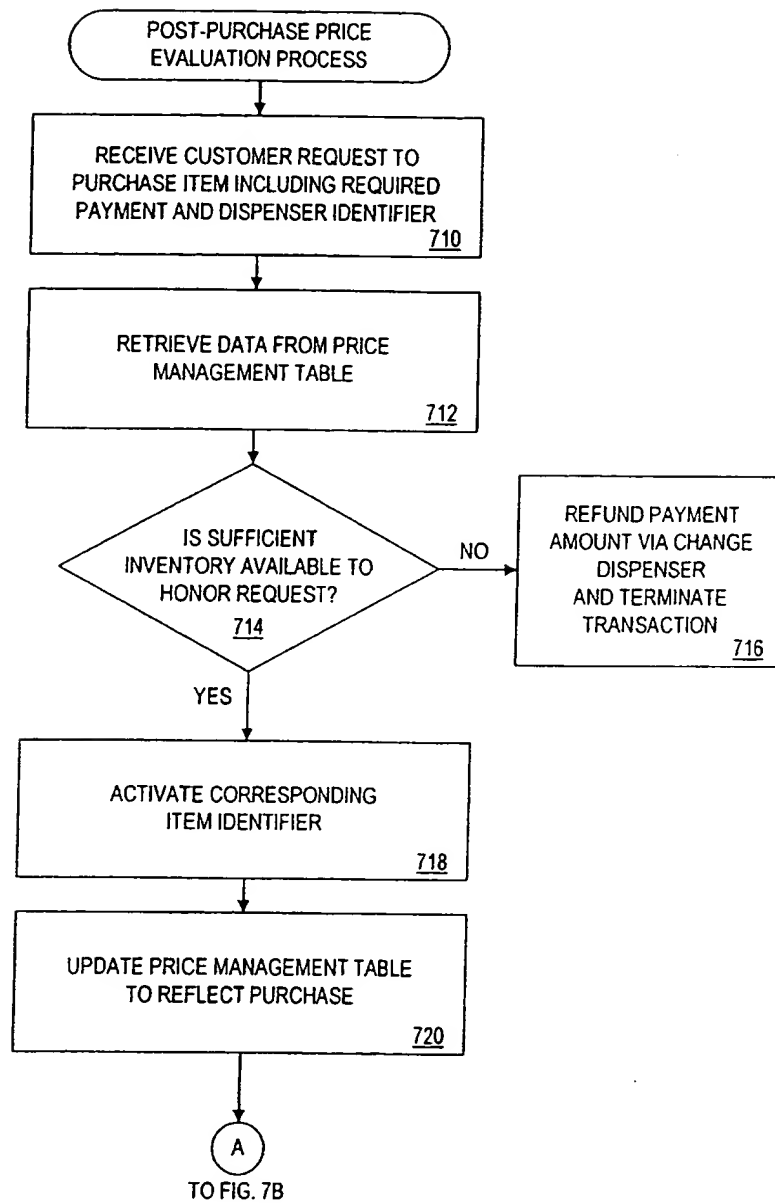 POST-PURCHASE PRICE
EVALUATION PROCESS
RECEIVE CUSTOMER REQUEST TO
PURCHASE ITEM INCLUDING REQUIRED
PAYMENT AND DISPENSER IDENTIFIER
710
RETRIEVE DATA FROM PRICE
MANAGEMENT TABLE
712
IS SUFFICIENT
INVENTORY AVAILABLE TO
HONOR REQUEST?
714
NO
REFUND PAYMENT
AMOUNT VIA CHANGE
DISPENSER
AND TERMINATE
TRANSACTION
716
YES
ACTIVATE CORRESPONDING
ITEM IDENTIFIER
718
UPDATE PRICE MANAGEMENT TABLE
TO REFLECT PURCHASE
720
A
TO FIG. 7B